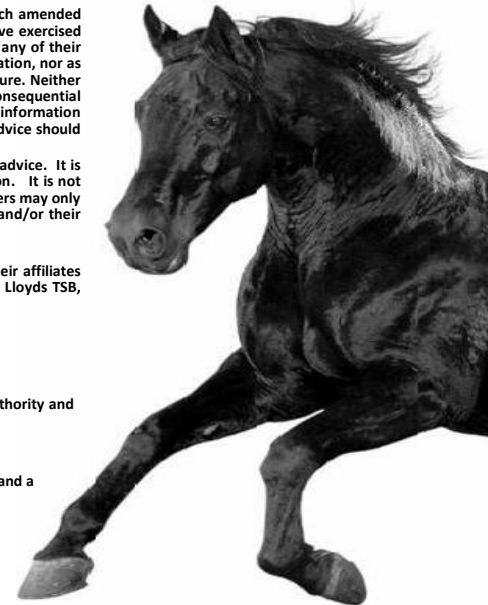 ch amended
ve exercised
any of their
ation, nor as
ure. Neither
onsequential
information
dvice should
advice. It is
on. It is not
ers may only
and/or their
eir affiliates
Lloyds TSB,
thority and
and a